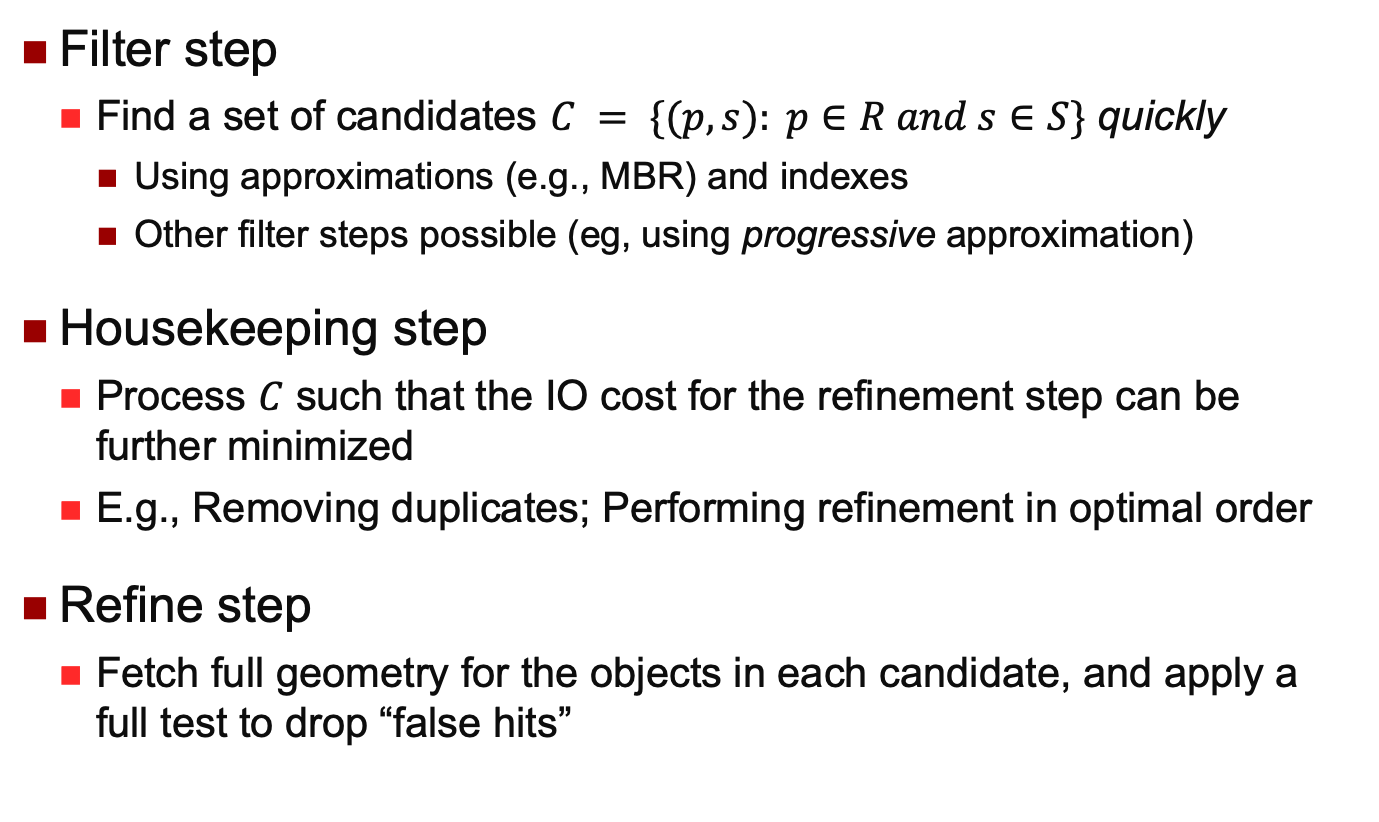 Filter step
Find a set of candidates C = {(p, s): p ∈ R and s ∈ S} quickly
Using approximations (e.g., MBR) and indexes
Other filter steps possible (eg, using progressive approximation)
Housekeeping step
Process C such that the IO cost for the refinement step can be
further minimized
E.g., Removing duplicates; Performing refinement in optimal order
Refine step
Fetch full geometry for the objects in each candidate, and apply a
full test to drop “false hits”